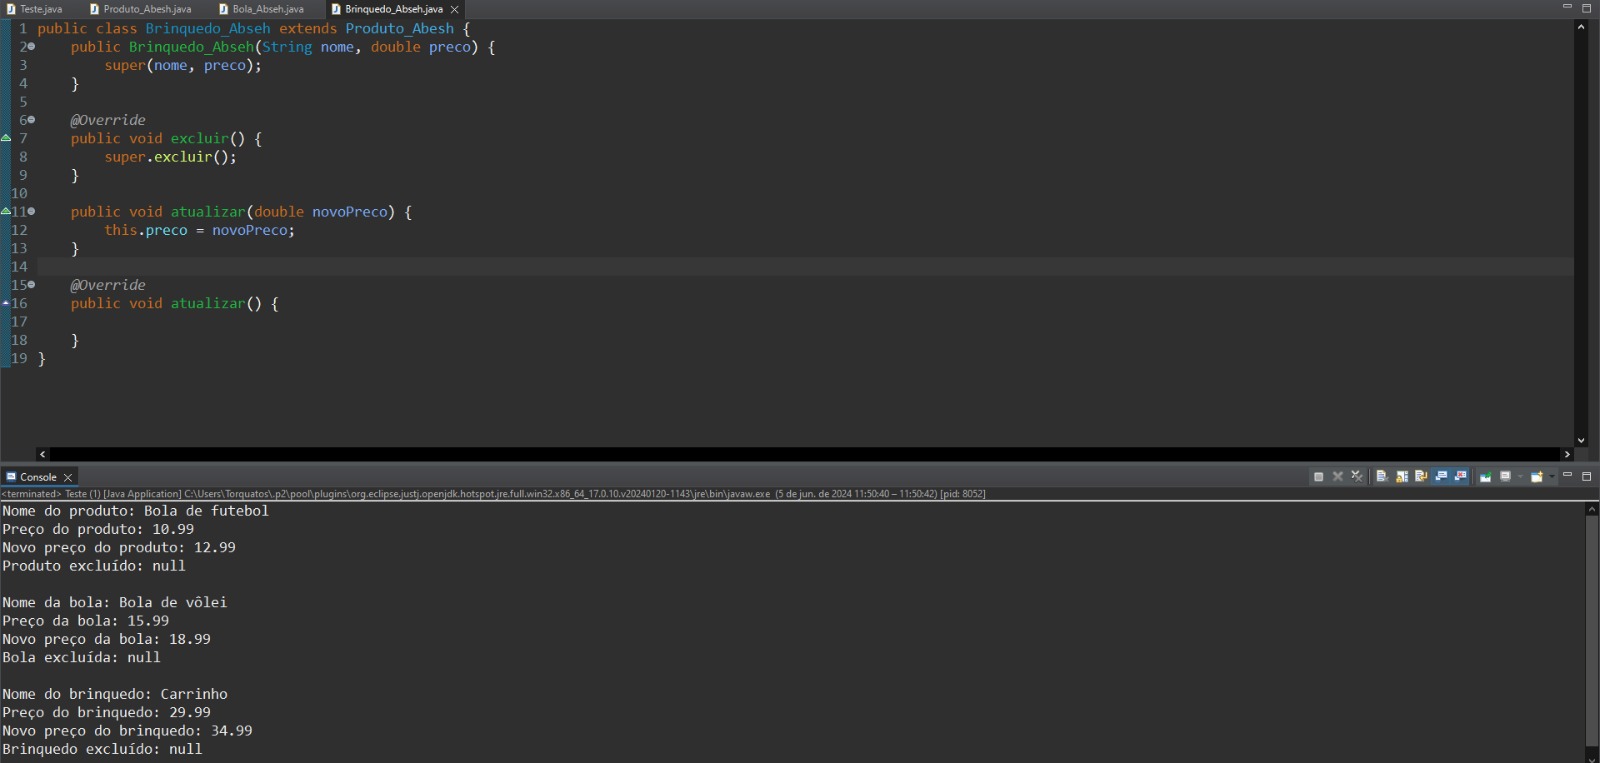 Teste.java Produto_Abesh.java Bola_Abseh.java Brinquedo_Abseh.java
1 public class Brinquedo_Abseh extends Produto_Abesh {
2 public Brinquedo_Abseh(String nome, double preco) {
3 super(nome, preco);
4 }
5
6 @Override
7 public void excluir() {
8 super.excluir();
9 }
10
11 public void atualizar(double novoPreco) {
12 this.preco = novoPreco;
13 }
14
15 @Override
16 public void atualizar() {
17
18 }
19 }
Console
<terminated> Teste (1) [Java Application] C:\Users\Torquatos\.p2\pool\plugins\org.eclipse.justj.openjdk.hotspot.jre.full.win32.x86_64_17.0.10.v20240120-1143\jre\bin\javaw.exe (5 de jun. de 2024 11:50:40 – 11:50:42) [pid: 8052]
Nome do produto: Bola de futebol
Preço do produto: 10.99
Novo preço do produto: 12.99
Produto excluído: null
Nome da bola: Bola de vôlei
Preço da bola: 15.99
Novo preço da bola: 18.99
Bola excluída: null
Nome do brinquedo: Carrinho
Preço do brinquedo: 29.99
Novo preço do brinquedo: 34.99
Brinquedo excluído: null